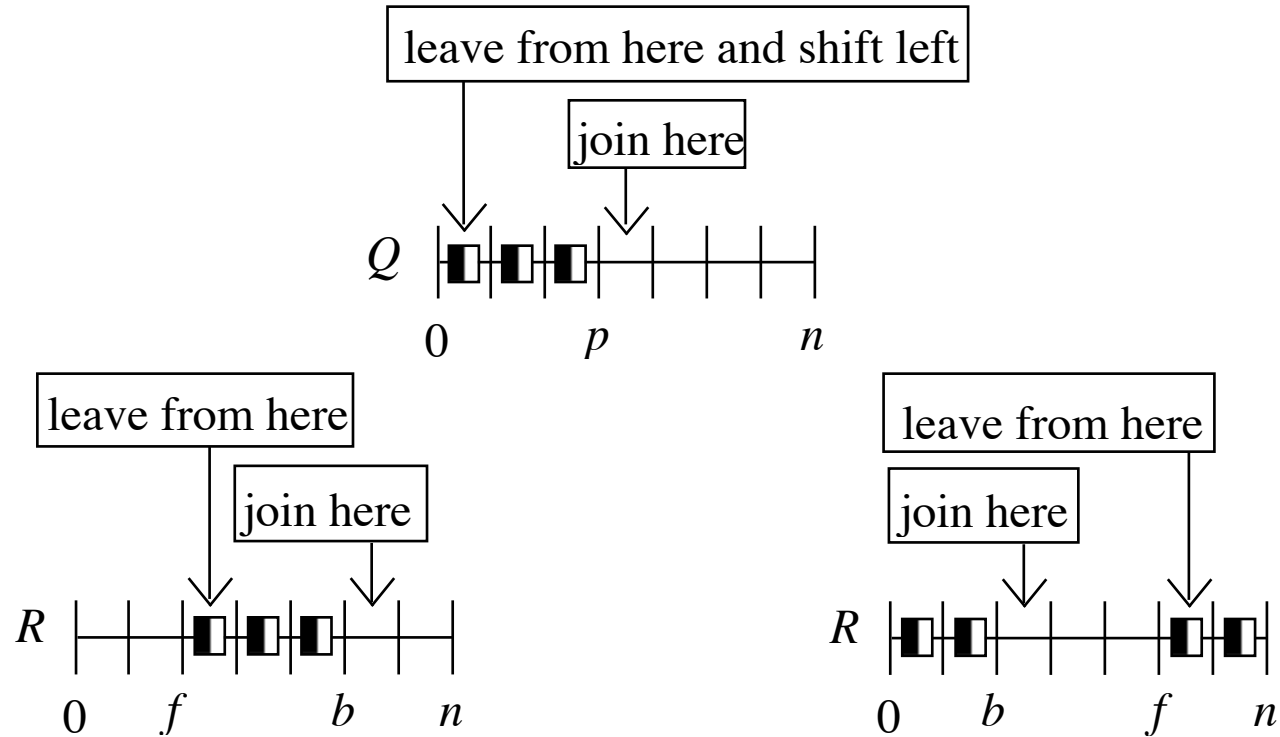 leave from here and shift left
join here
Q
0 p n
leave from here
join here
R
0 f b n
leave from here
join here
R
0 b f n